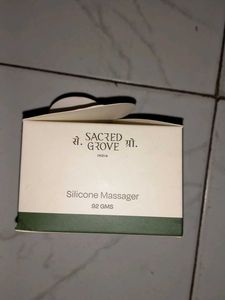 से. SACRED ग्रो.
GROVE
INDIA
Silicone Massager
92 GMS